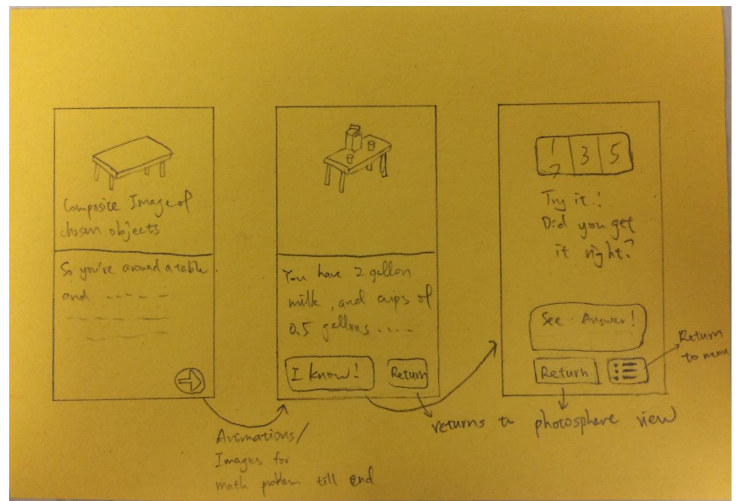 Composite Image of
chosen objects
So you're around a table
and -----
You have 2 gallon
milk, and cups of
0.5 gallons ....
I know!
Return
1 3 5
2
Try it!
Did you get
it right?
See Answer!
Return
Return
to menu
Animations/
Images for
math problem till end
returns to photosphere view